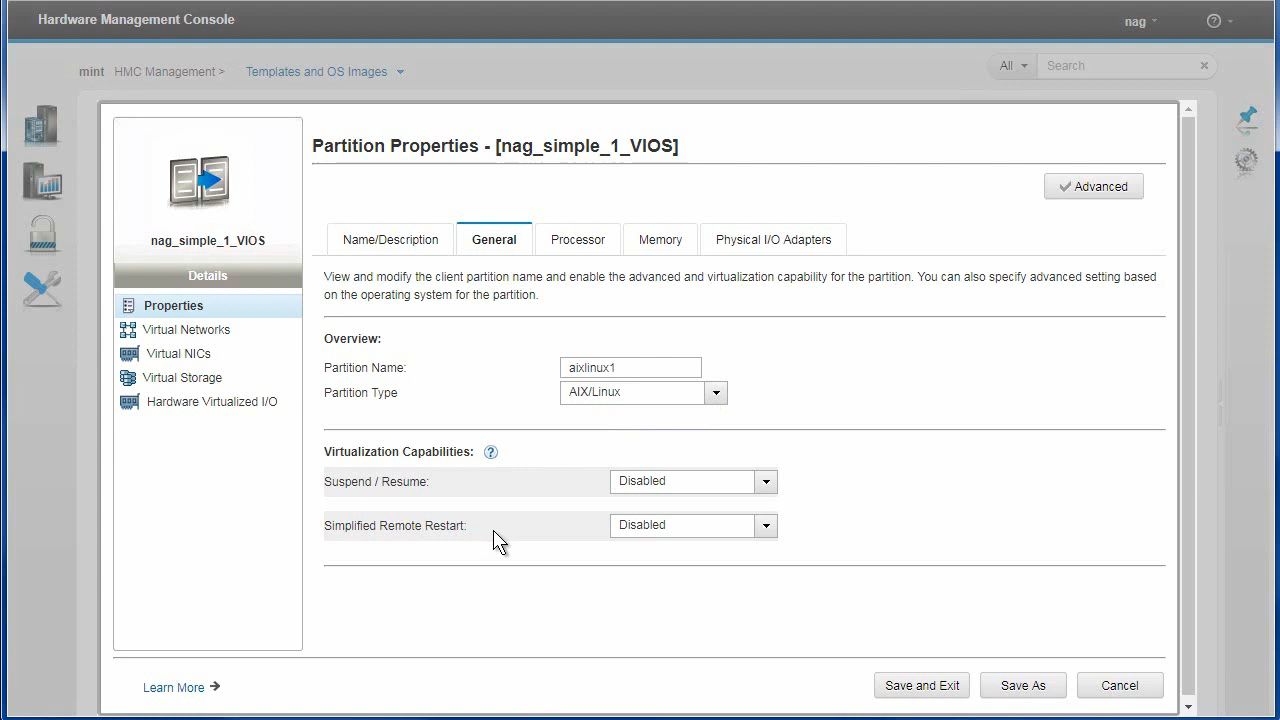 Hardware Management Console
nag
mint HMC Management > Templates and OS Images
All Search
nag_simple_1_VIOS
Details
Properties
Virtual Networks
Virtual NICs
Virtual Storage
Hardware Virtualized I/O
Partition Properties - [nag_simple_1_VIOS]
Advanced
Name/Description General Processor Memory Physical I/O Adapters
View and modify the client partition name and enable the advanced and virtualization capability for the partition. You can also specify advanced setting based
on the operating system for the partition.
Overview:
Partition Name: aixlinux1
Partition Type AIX/Linux
Virtualization Capabilities: ?
Suspend / Resume: Disabled
Simplified Remote Restart: Disabled
Learn More
Save and Exit Save As Cancel